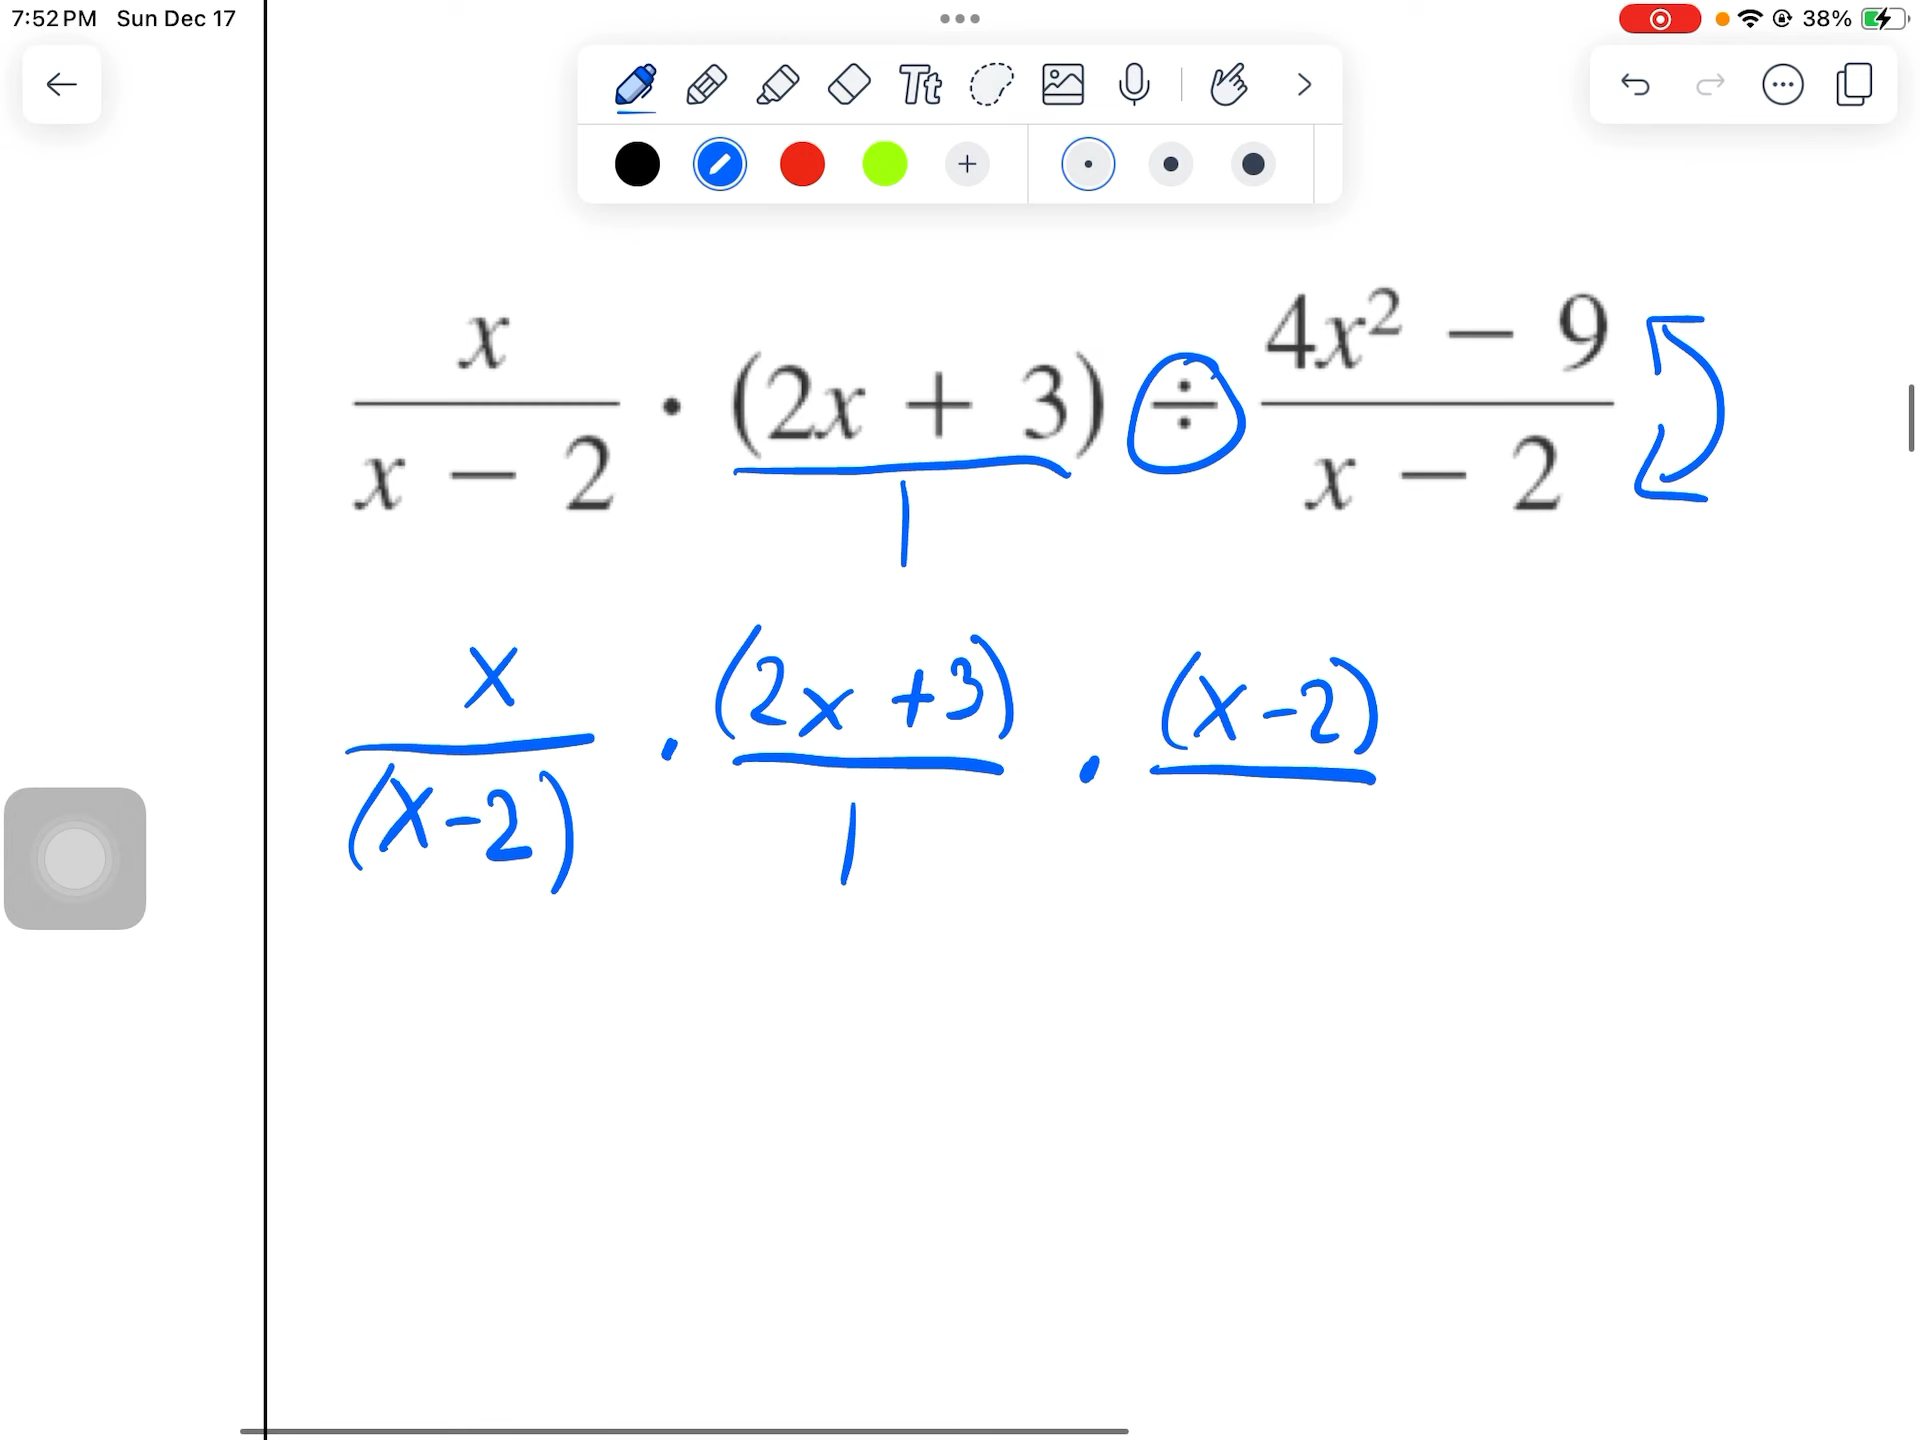 7:52 PM Sun Dec 17 38%
Tt
x/(x − 2) · (2x + 3) ÷ (4x² − 9)/(x − 2)
1
x/(x-2) · (2x+3)/1 · (x-2)